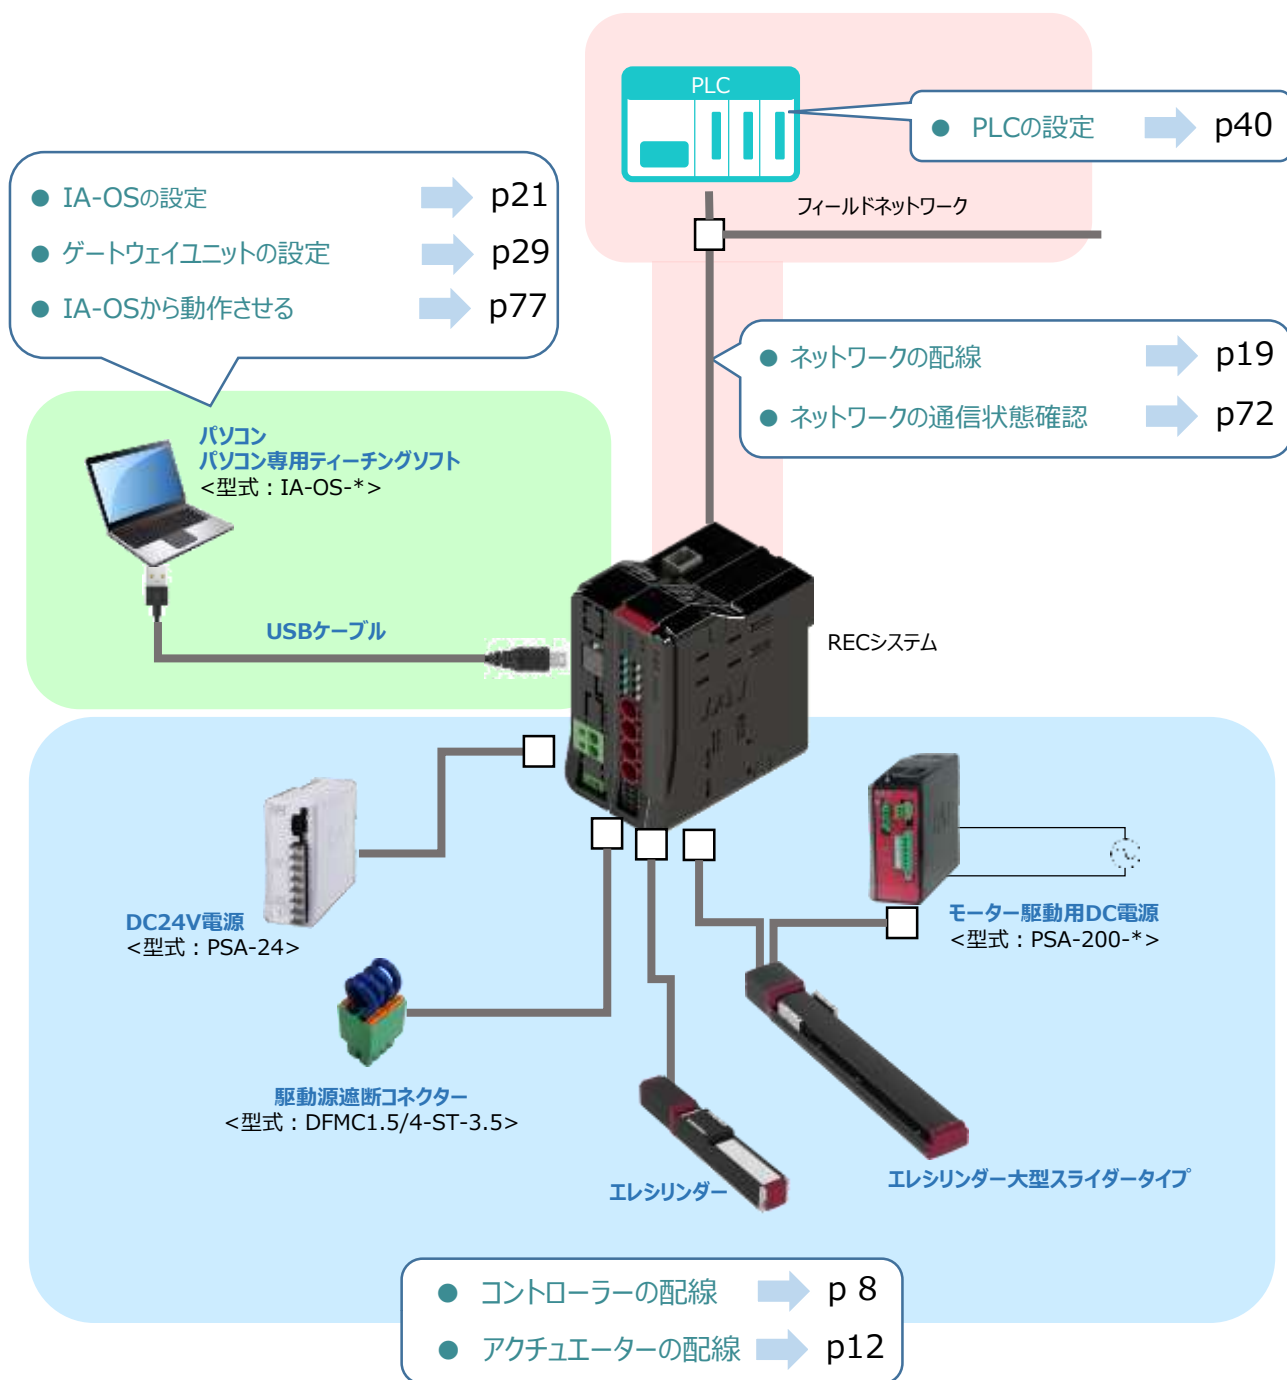 PLC
● PLCの設定 p40
フィールドネットワーク
● IA-OSの設定 p21
● ゲートウェイユニットの設定 p29
● IA-OSから動作させる p77
● ネットワークの配線 p19
● ネットワークの通信状態確認 p72
パソコン
パソコン専用ティーチングソフト
<型式：IA-OS-*>
USBケーブル
RECシステム
DC24V電源
<型式：PSA-24>
モーター駆動用DC電源
<型式：PSA-200-*>
駆動源遮断コネクター
<型式：DFMC1.5/4-ST-3.5>
エレシリンダー
エレシリンダー大型スライダータイプ
● コントローラーの配線 p 8
● アクチュエーターの配線 p12